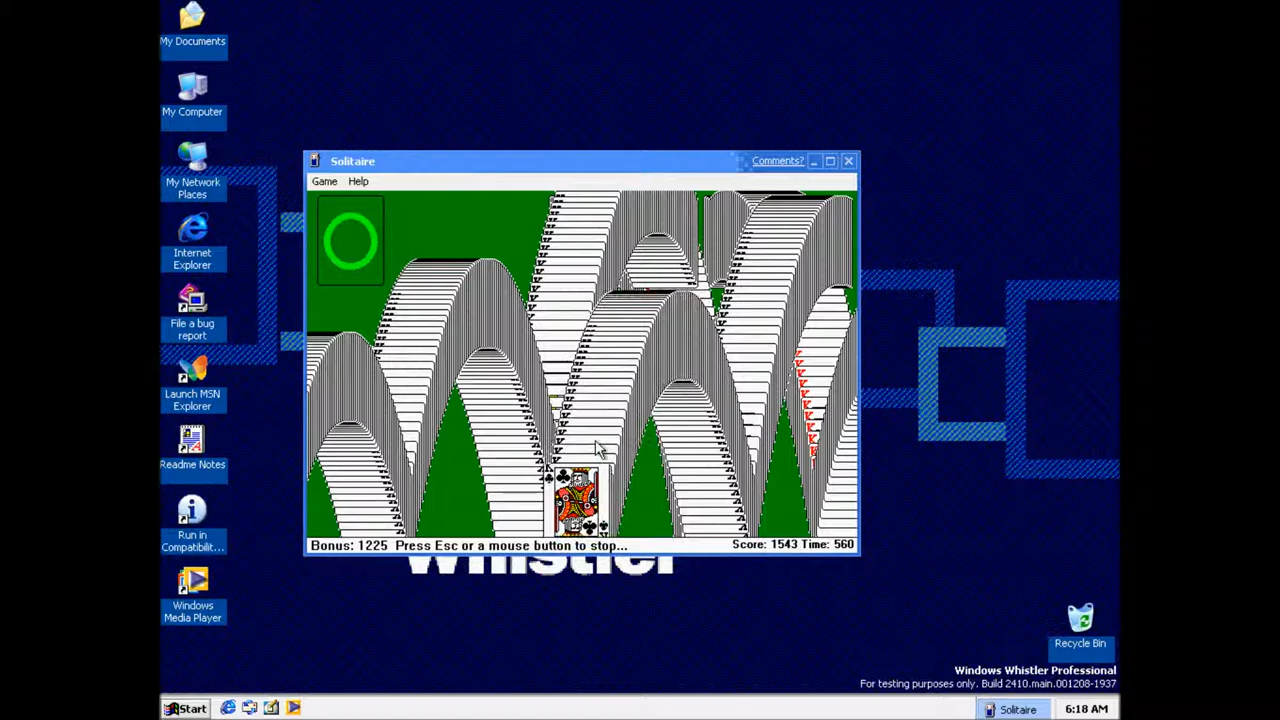 My Documents
My Computer
My Network
Places
Internet
Explorer
File a bug
report
Launch MSN
Explorer
Readme Notes
Run in
Compatibilit...
Windows
Media Player
Solitaire
Comments?
Game Help
K
Bonus: 1225 Press Esc or a mouse button to stop...
Score: 1543 Time: 560
Whistler
Recycle Bin
Windows Whistler Professional
For testing purposes only. Build 2410.main.001208-1937
Start
Solitaire
6:18 AM